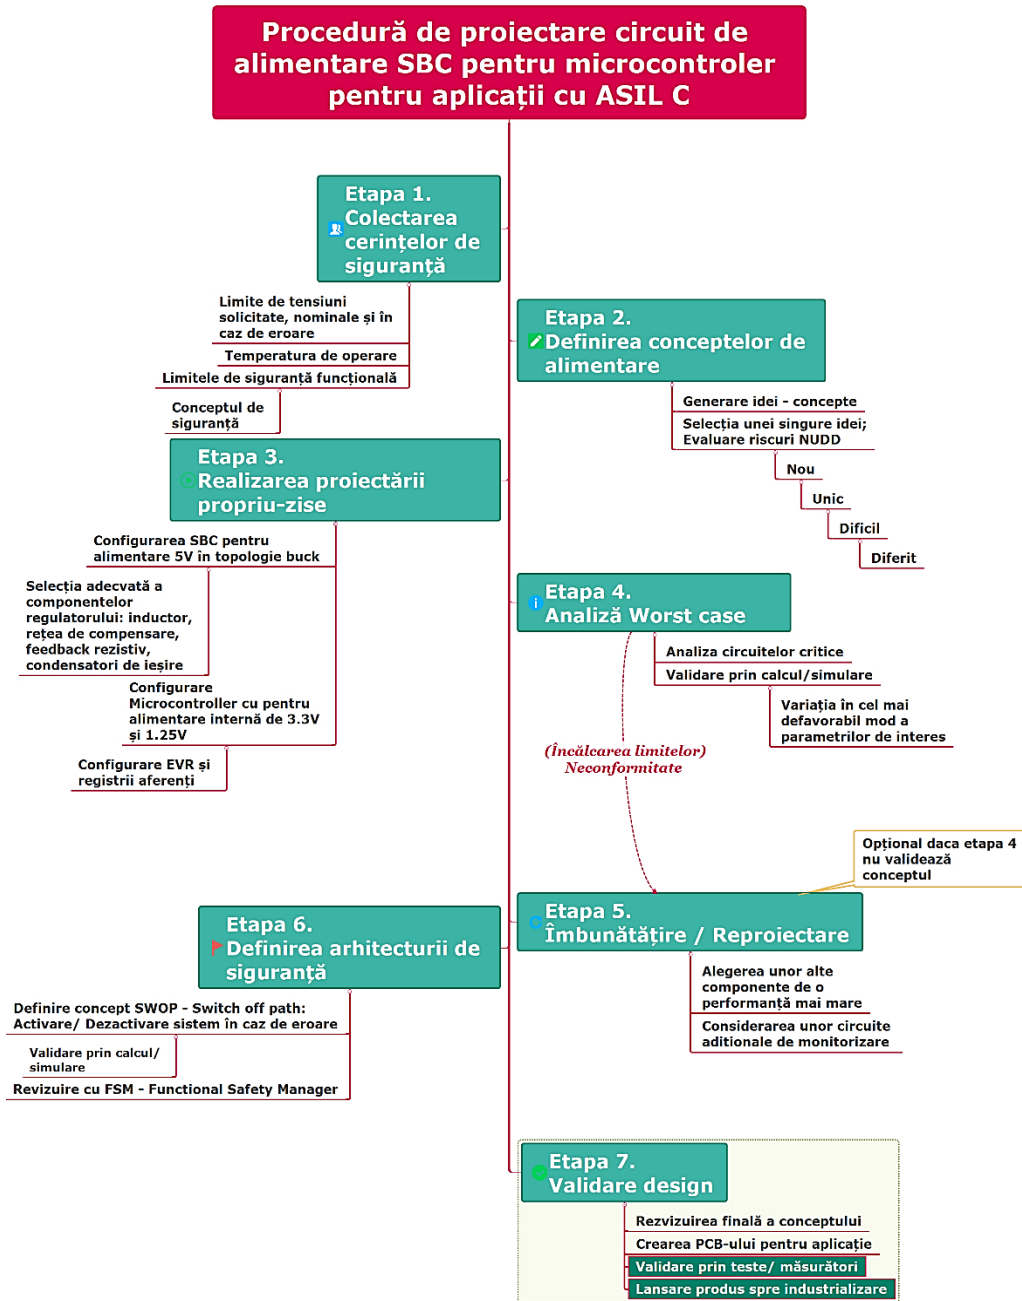 Procedură de proiectare circuit de
alimentare SBC pentru microcontroler
pentru aplicații cu ASIL C
Etapa 1.
Colectarea
cerințelor de
siguranță
Limite de tensiuni
solicitate, nominale și în
caz de eroare
Temperatura de operare
Limitele de siguranță funcțională
Conceptul de
siguranță
Etapa 2.
Definirea conceptelor de
alimentare
Generare idei - concepte
Selecția unei singure idei;
Evaluare riscuri NUDD
Nou
Unic
Dificil
Diferit
Etapa 3.
Realizarea proiectării
propriu-zise
Configurarea SBC pentru
alimentare 5V în topologie buck
Selecția adecvată a
componentelor
regulatorului: inductor,
rețea de compensare,
feedback rezistiv,
condensatori de ieșire
Configurare
Microcontroller cu pentru
alimentare internă de 3.3V
și 1.25V
Configurare EVR și
registrii aferenți
Etapa 4.
Analiză Worst case
Analiza circuitelor critice
Validare prin calcul/simulare
Variația în cel mai
defavorabil mod a
parametrilor de interes
(Încălcarea limitelor)
Neconformitate
Opțional daca etapa 4
nu validează
conceptul
Etapa 5.
Îmbunătățire / Reproiectare
Alegerea unor alte
componente de o
performanță mai mare
Considerarea unor circuite
aditionale de monitorizare
Etapa 6.
Definirea arhitecturii de
siguranță
Definire concept SWOP - Switch off path:
Activare/ Dezactivare sistem în caz de eroare
Validare prin calcul/
simulare
Revizuire cu FSM - Functional Safety Manager
Etapa 7.
Validare design
Rezvizuirea finală a conceptului
Crearea PCB-ului pentru aplicație
Validare prin teste/ măsurători
Lansare produs spre industrializare